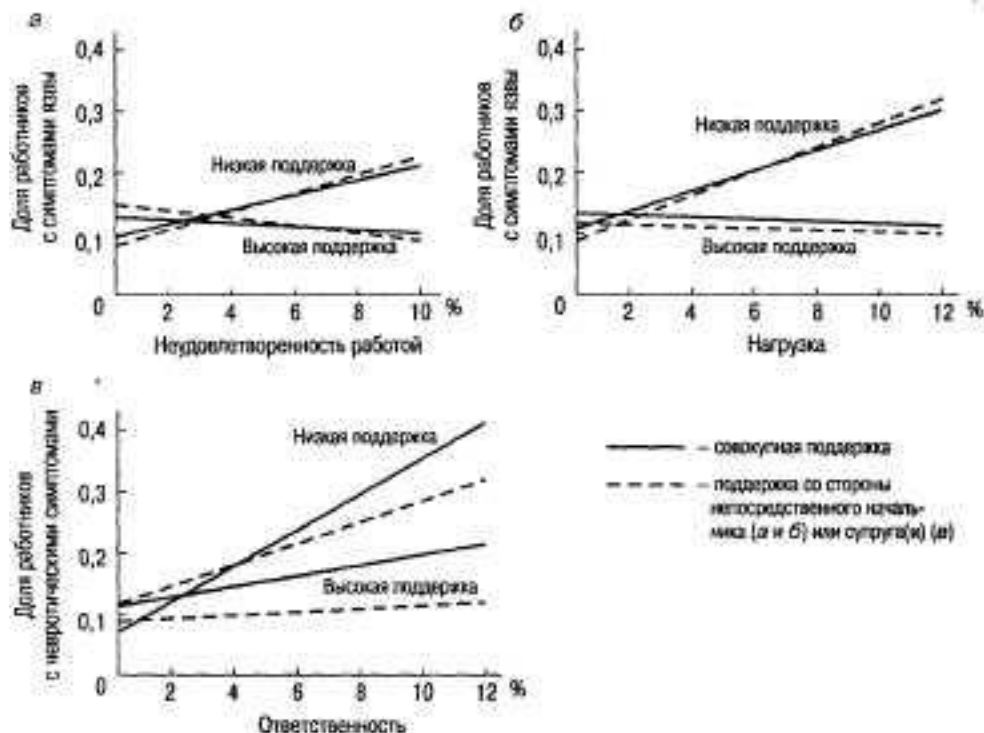 а
Доля работников
с симптомами язвы
0,4
0,3
0,2
0,1
0
Низкая поддержка
Высокая поддержка
2 4 6 8 10 %
Неудовлетворенность работой
б
Доля работников
с симптомами язвы
0,4
0,3
0,2
0,1
0
Низкая поддержка
Высокая поддержка
2 4 6 8 10 12 %
Нагрузка
в
Доля работников
с невротическими симптомами
0,4
0,3
0,2
0,1
0
Низкая поддержка
Высокая поддержка
2 4 6 8 10 12 %
Ответственность
– совокупная поддержка
– поддержка со стороны
непосредственного началь-
ника (а и б) или супруга(и) (в)